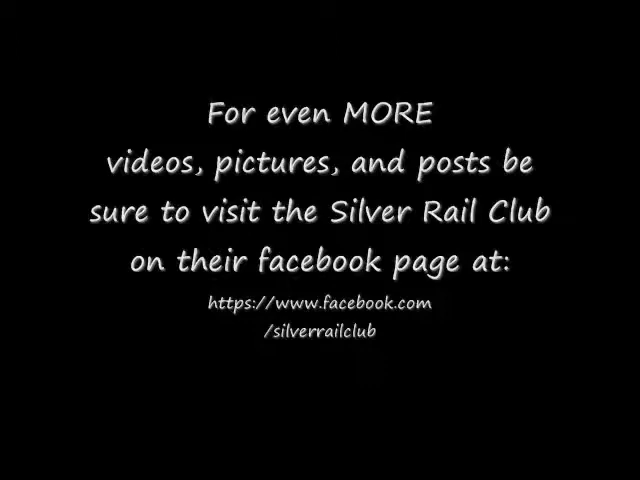 For even MORE
videos, pictures, and posts be
sure to visit the Silver Rail Club
on their facebook page at:
https://www.facebook.com
/silverrailclub